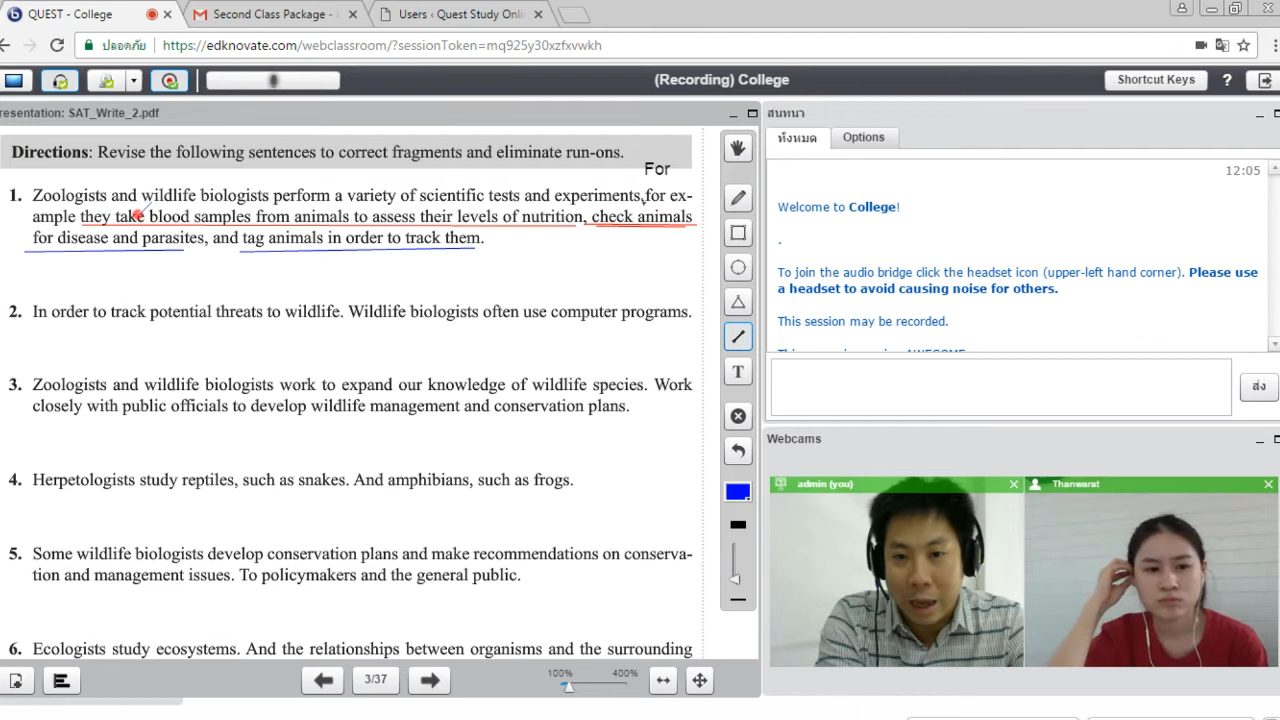 QUEST - College
Second Class Package -
Users ‹ Quest Study Onli
ปลอดภัย
https://edknovate.com/webclassroom/?sessionToken=mq925y30xzfxvwkh
(Recording) College
Shortcut Keys
?
resentation: SAT_Write_2.pdf
Directions: Revise the following sentences to correct fragments and eliminate run-ons.
For
1. Zoologists and wildlife biologists perform a variety of scientific tests and experiments, for ex-
ample they take blood samples from animals to assess their levels of nutrition, check animals
for disease and parasites, and tag animals in order to track them.
2. In order to track potential threats to wildlife. Wildlife biologists often use computer programs.
3. Zoologists and wildlife biologists work to expand our knowledge of wildlife species. Work
closely with public officials to develop wildlife management and conservation plans.
4. Herpetologists study reptiles, such as snakes. And amphibians, such as frogs.
5. Some wildlife biologists develop conservation plans and make recommendations on conserva-
tion and management issues. To policymakers and the general public.
6. Ecologists study ecosystems. And the relationships between organisms and the surrounding
T
3/37
100%
400%
สนทนา
ทั้งหมด
Options
12:05
Welcome to College!
.
To join the audio bridge click the headset icon (upper-left hand corner). Please use
a headset to avoid causing noise for others.
This session may be recorded.
ส่ง
Webcams
admin (you)
Thanwarat